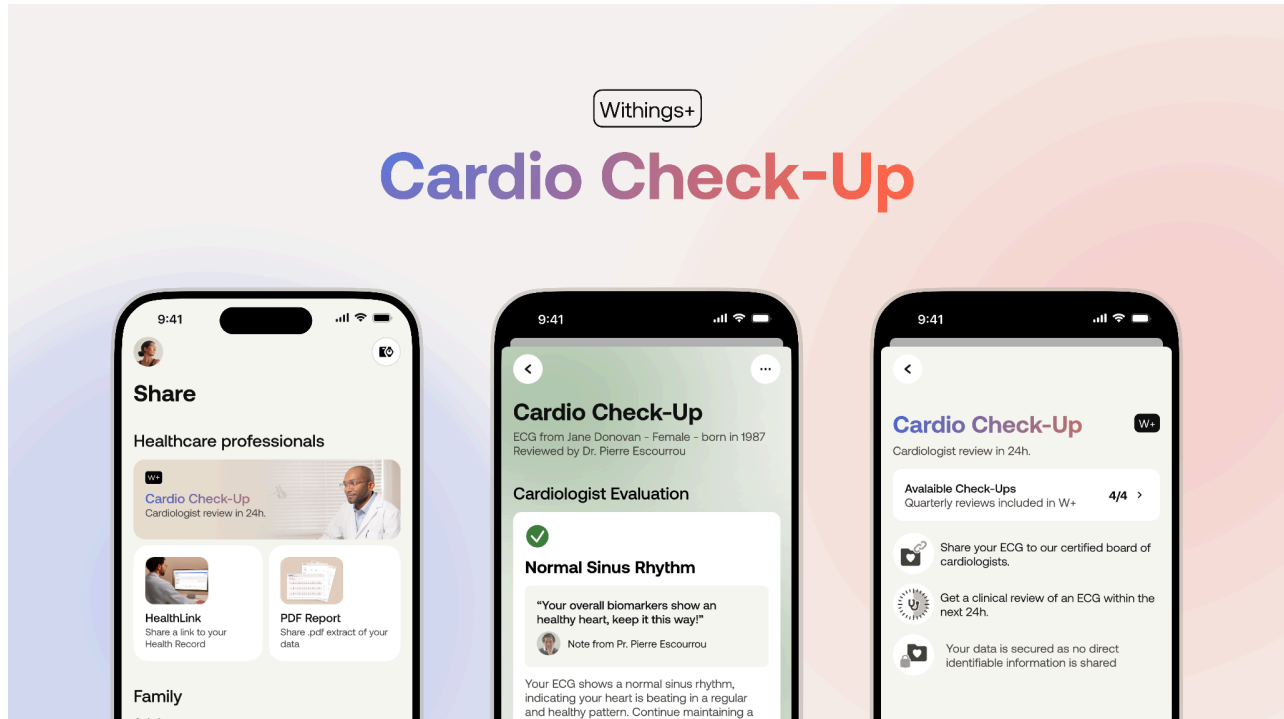 Withings+
Cardio Check-Up
9:41
Share
Healthcare professionals
W+
Cardio Check-Up
Cardiologist review in 24h.
HealthLink
Share a link to your
Health Record
PDF Report
Share .pdf extract of your
data
Family
9:41
Cardio Check-Up
ECG from Jane Donovan - Female - born in 1987
Reviewed by Dr. Pierre Escourrou
Cardiologist Evaluation
Normal Sinus Rhythm
“Your overall biomarkers show an
healthy heart, keep it this way!”
Note from Pr. Pierre Escourrou
Your ECG shows a normal sinus rhythm,
indicating your heart is beating in a regular
and healthy pattern. Continue maintaining a
9:41
Cardio Check-Up
W+
Cardiologist review in 24h.
Avalaible Check-Ups
Quarterly reviews included in W+
4/4
Share your ECG to our certified board of
cardiologists.
Get a clinical review of an ECG within the
next 24h.
Your data is secured as no direct
identifiable information is shared